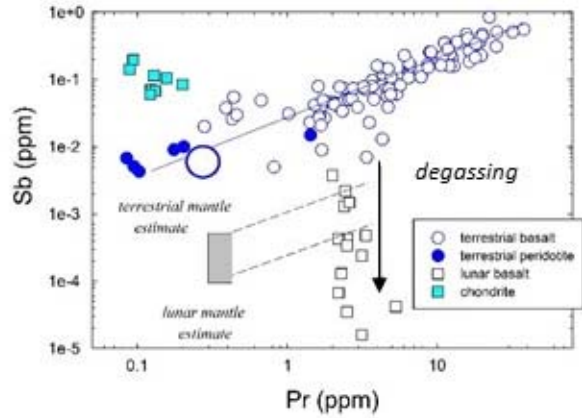 1e+0
1e-1
1e-2
1e-3
1e-4
1e-5
Sb (ppm)
degassing
terrestrial mantle
estimate
lunar mantle
estimate
terrestrial basalt
terrestrial peridotite
lunar basalt
chondrite
0.1
1
10
Pr (ppm)